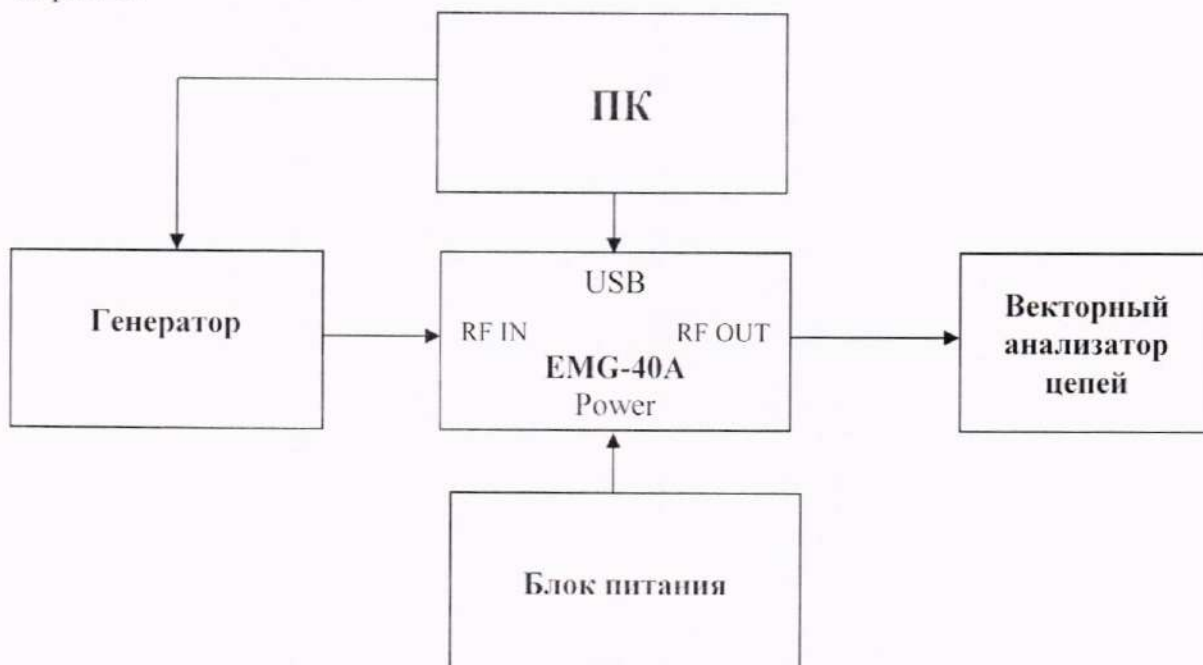 ПК
USB
Генератор
RF IN
RF OUT
EMG-40A
Power
Векторный
анализатор
цепей
Блок питания